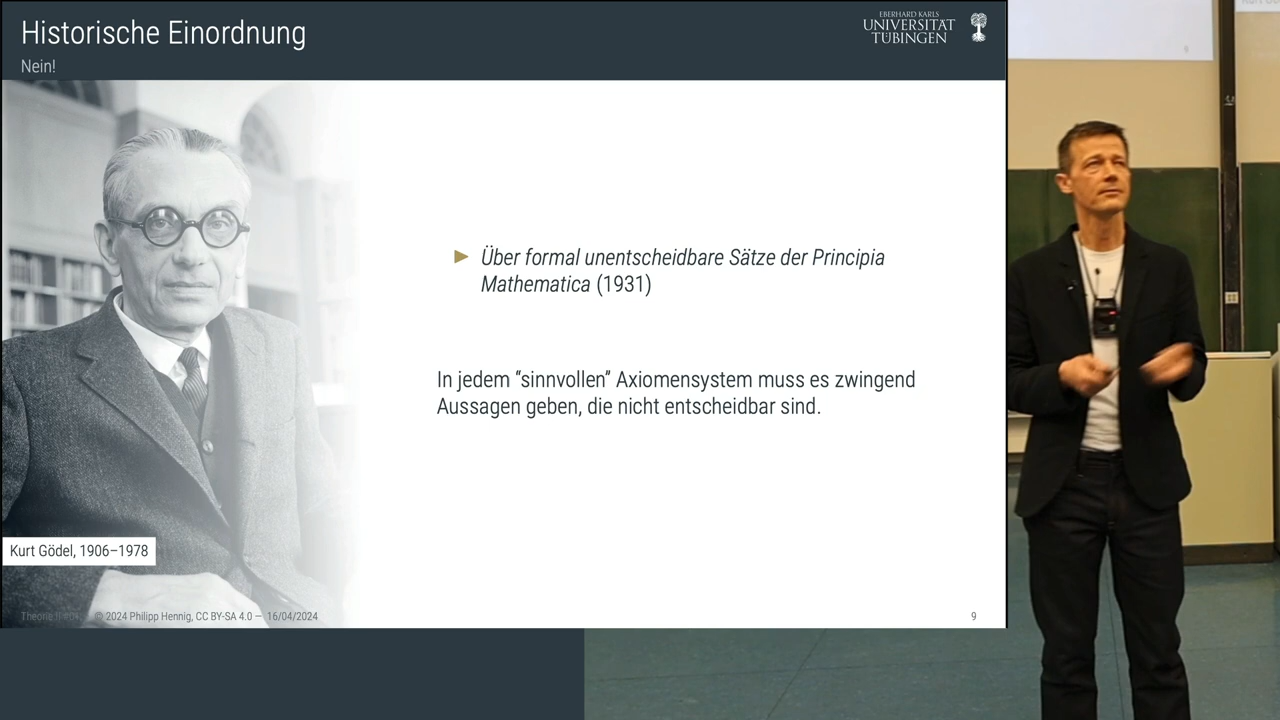 Historische Einordnung
Nein!
EBERHARD KARLS
UNIVERSITÄT
TÜBINGEN
Über formal unentscheidbare Sätze der Principia
Mathematica (1931)
In jedem "sinnvollen" Axiomensystem muss es zwingend
Aussagen geben, die nicht entscheidbar sind.
Kurt Gödel, 1906–1978
© 2024 Philipp Hennig, CC BY-SA 4.0 — 16/04/2024
9
9